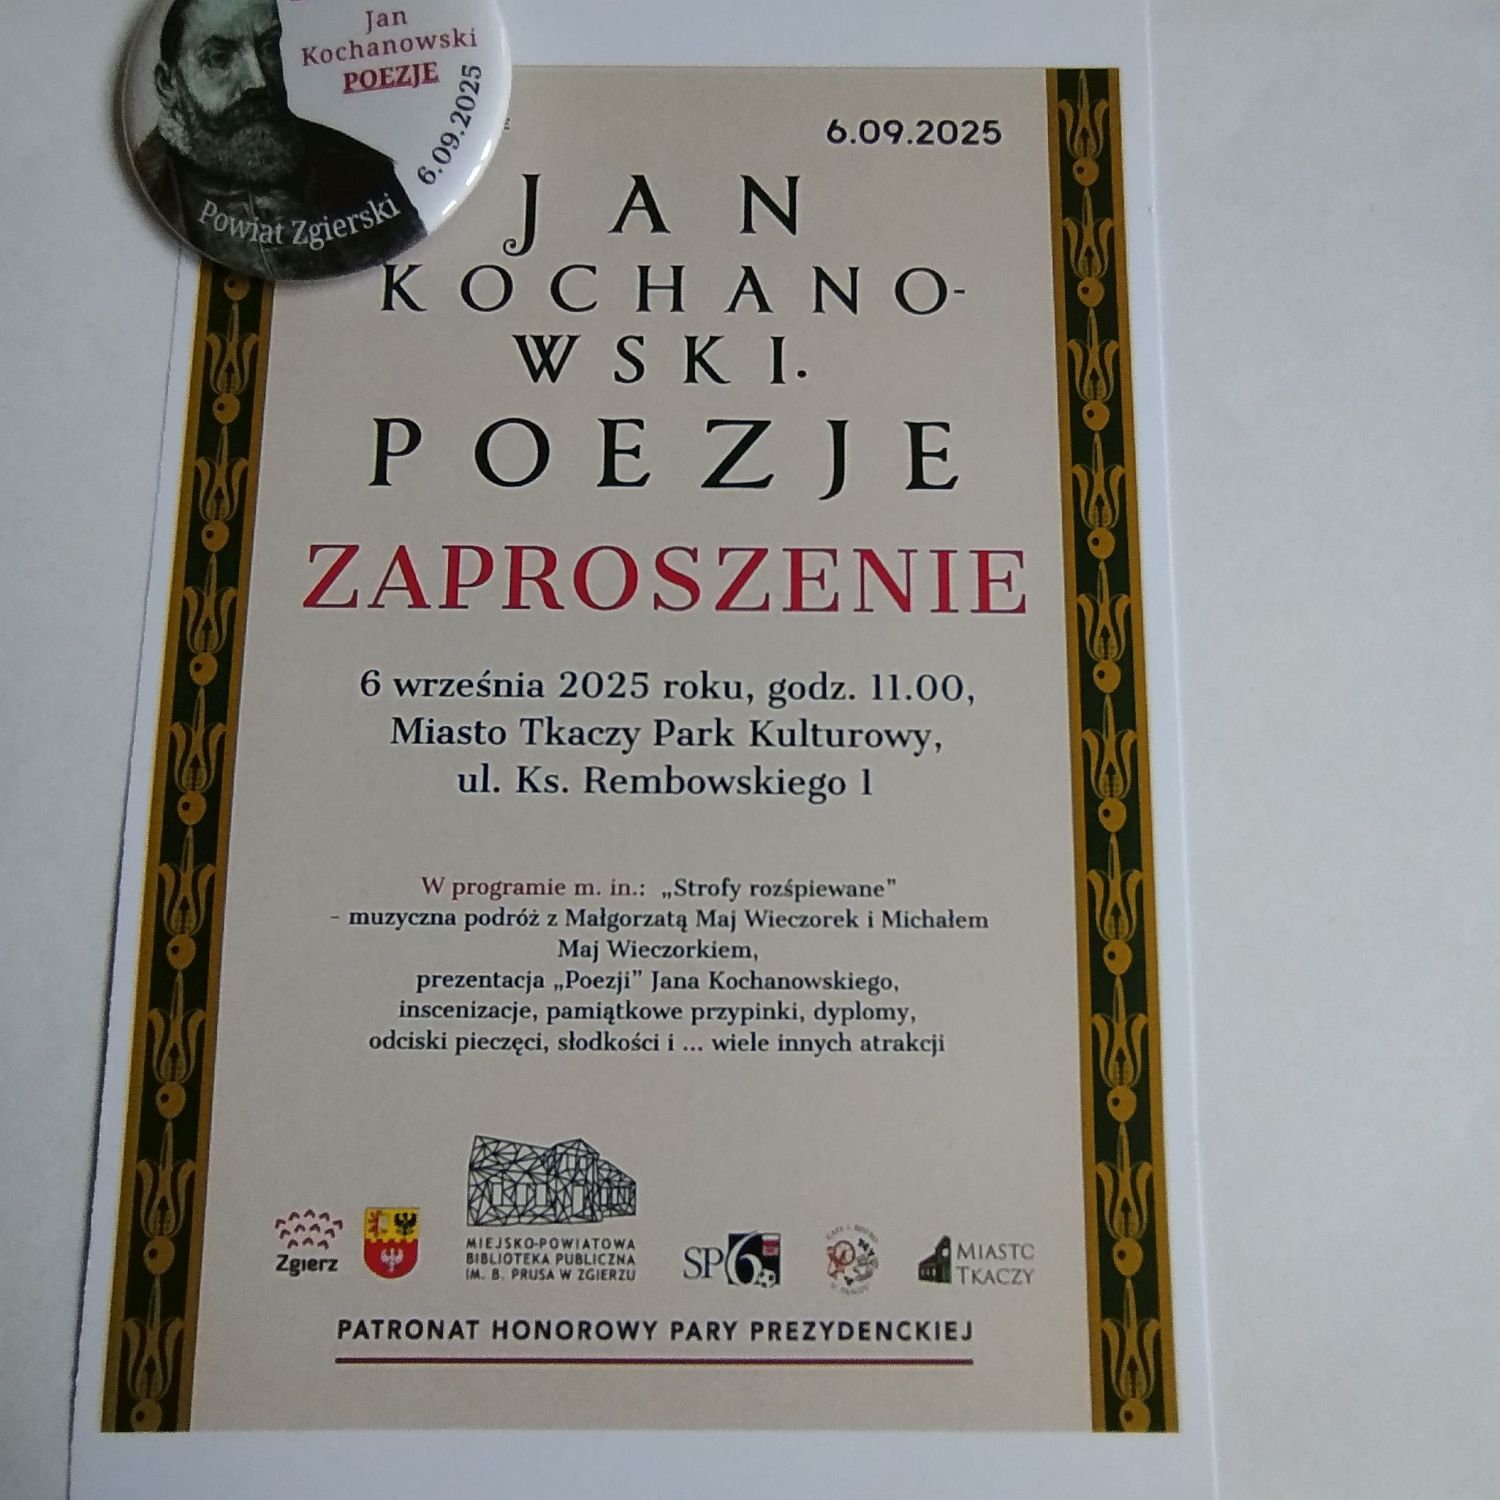 Jan
Kochanowski
POEZJE
6.09.2025
Powiat Zgierski
6.09.2025
JAN
KOCHANO-
WSKI.
POEZJE
ZAPROSZENIE
6 września 2025 roku, godz. 11.00,
Miasto Tkaczy Park Kulturowy,
ul. Ks. Rembowskiego 1
W programie m. in.: „Strofy rozśpiewane”
- muzyczna podróż z Małgorzatą Maj Wieczorek i Michałem
Maj Wieczorkiem,
prezentacja „Poezji” Jana Kochanowskiego,
inscenizacje, pamiątkowe przypinki, dyplomy,
odciski pieczęci, słodkości i ... wiele innych atrakcji
Zgierz
MIEJSKO-POWIATOWA
BIBLIOTEKA PUBLICZNA
IM. B. PRUSA W ZGIERZU
SP6
MIASTO
TKACZY
PATRONAT HONOROWY PARY PREZYDENCKIEJ